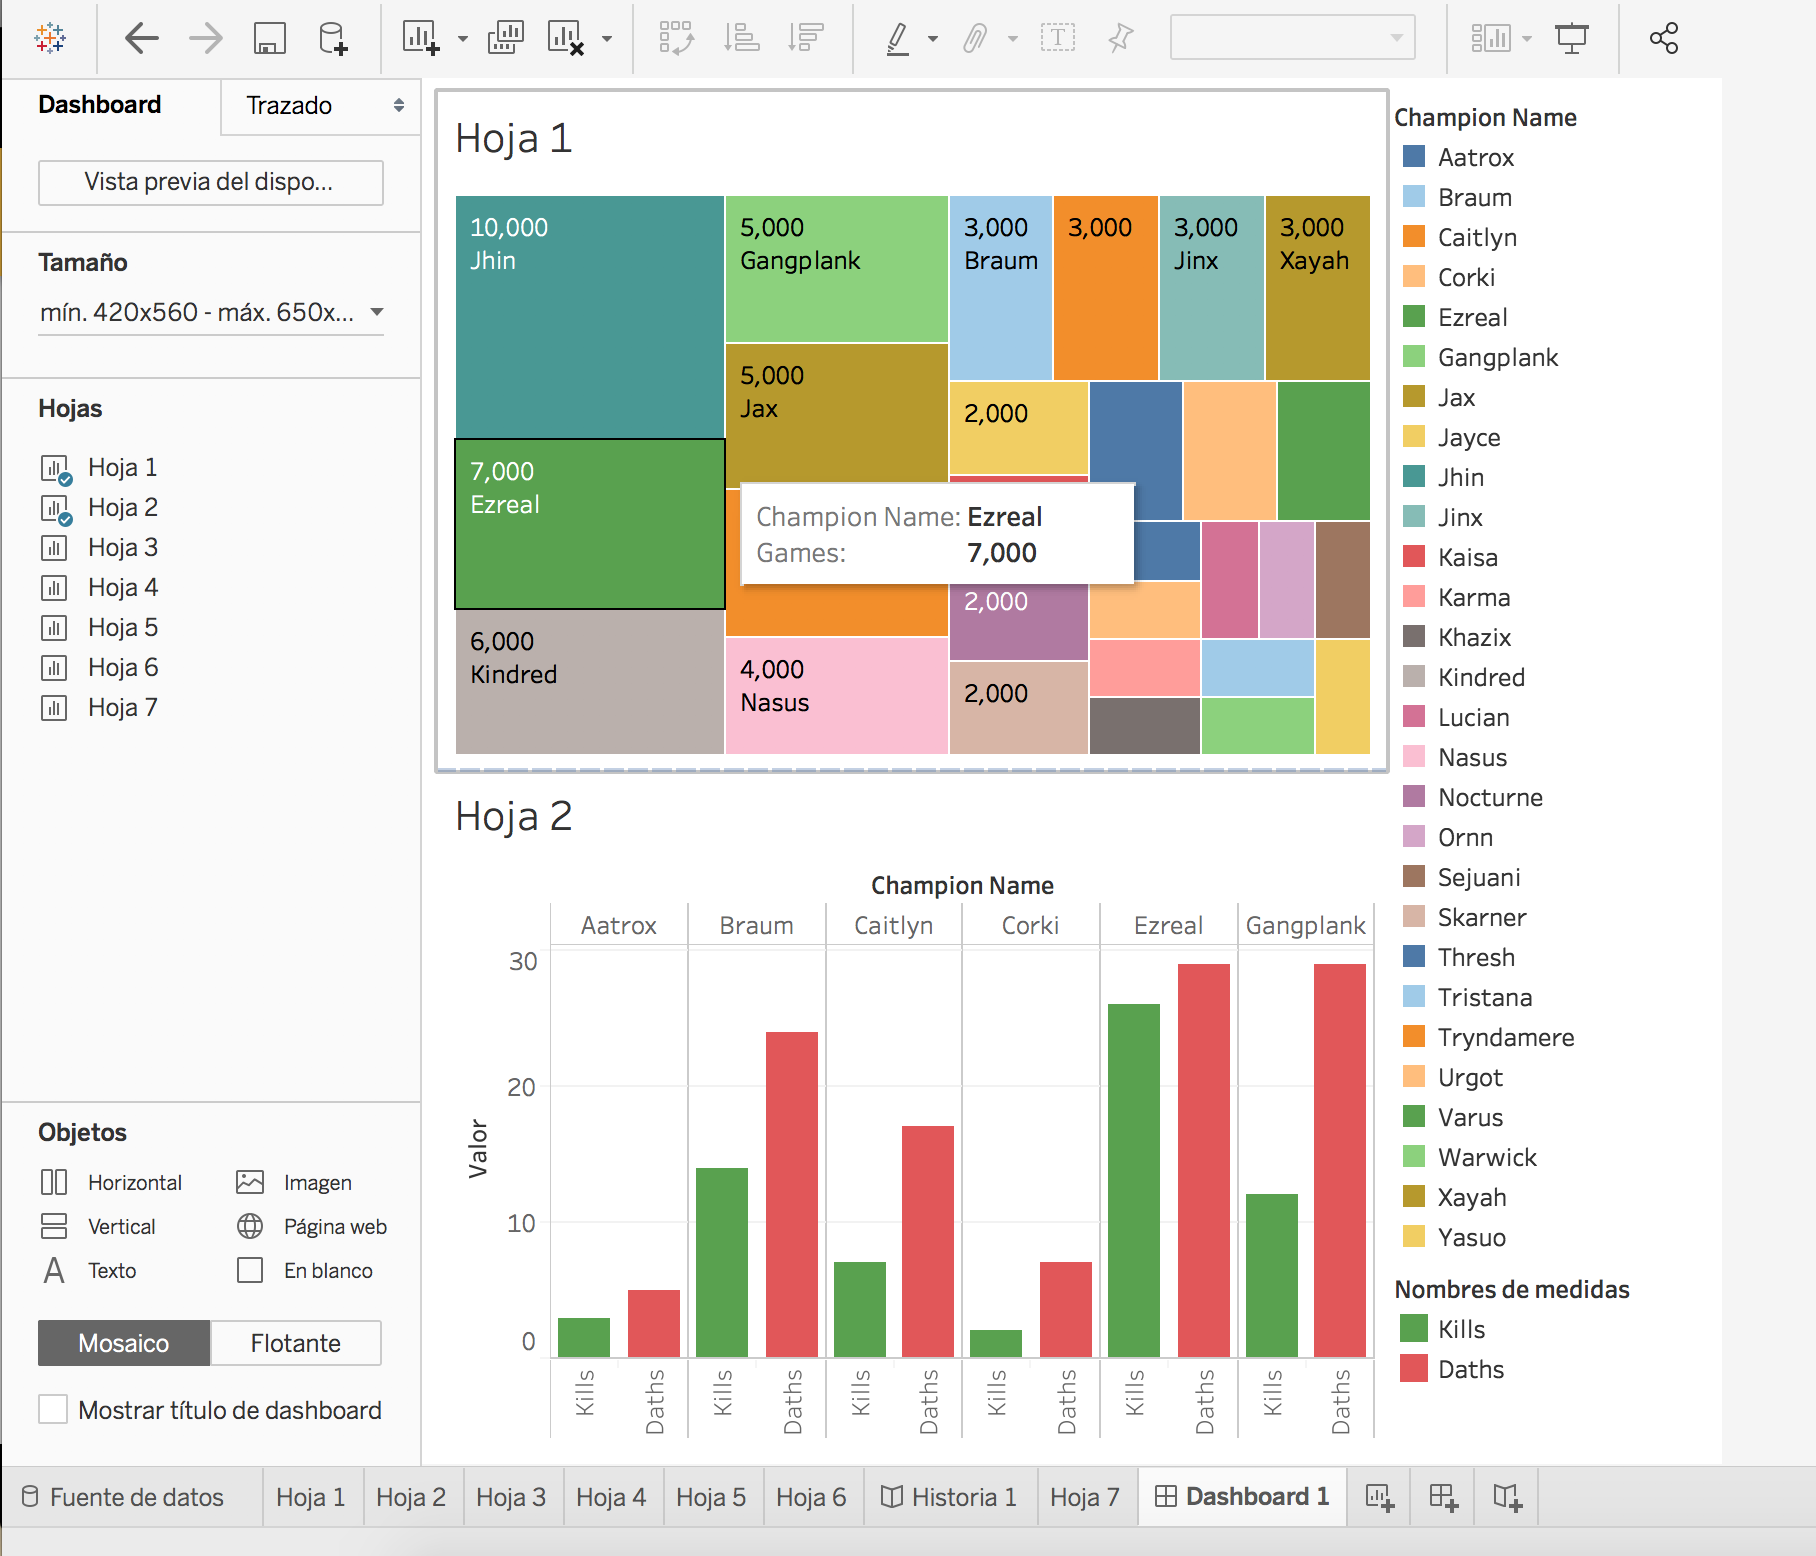 Dashboard
Trazado
Vista previa del dispo...
Tamaño
mín. 420x560 - máx. 650x...
Hojas
Hoja 1
Hoja 2
Hoja 3
Hoja 4
Hoja 5
Hoja 6
Hoja 7
Objetos
Horizontal
Imagen
Vertical
Página web
A Texto
En blanco
Mosaico
Flotante
Mostrar título de dashboard
T
Hoja 1
10,000
Jhin
7,000
Ezreal
6,000
Kindred
5,000
Gangplank
5,000
Jax
4,000
Nasus
3,000
Braum
3,000
3,000
Jinx
3,000
Xayah
2,000
Champion Name: Ezreal
Games: 7,000
2,000
2,000
Hoja 2
Champion Name
Aatrox Braum Caitlyn Corki Ezreal Gangplank
Valor
30
20
10
0
Kills Daths Kills Daths Kills Daths Kills Daths Kills Daths Kills Daths
Champion Name
Aatrox
Braum
Caitlyn
Corki
Ezreal
Gangplank
Jax
Jayce
Jhin
Jinx
Kaisa
Karma
Khazix
Kindred
Lucian
Nasus
Nocturne
Ornn
Sejuani
Skarner
Thresh
Tristana
Tryndamere
Urgot
Varus
Warwick
Xayah
Yasuo
Nombres de medidas
Kills
Daths
Fuente de datos Hoja 1 Hoja 2 Hoja 3 Hoja 4 Hoja 5 Hoja 6 Historia 1 Hoja 7 Dashboard 1